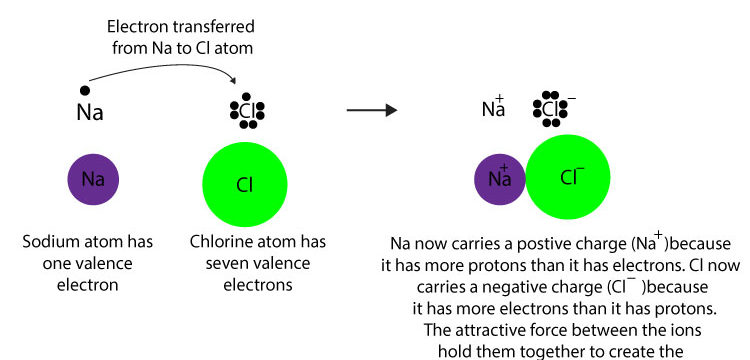 Electron transferred
from Na to Cl atom
Na
Cl
Na+
Cl−
Na
Cl
Na+
Cl−
Sodium atom has
one valence
electron
Chlorine atom has
seven valence
electrons
Na now carries a postive charge (Na+)because
it has more protons than it has electrons. Cl now
carries a negative charge (Cl− )because
it has more electrons than it has protons.
The attractive force between the ions
hold them together to create the